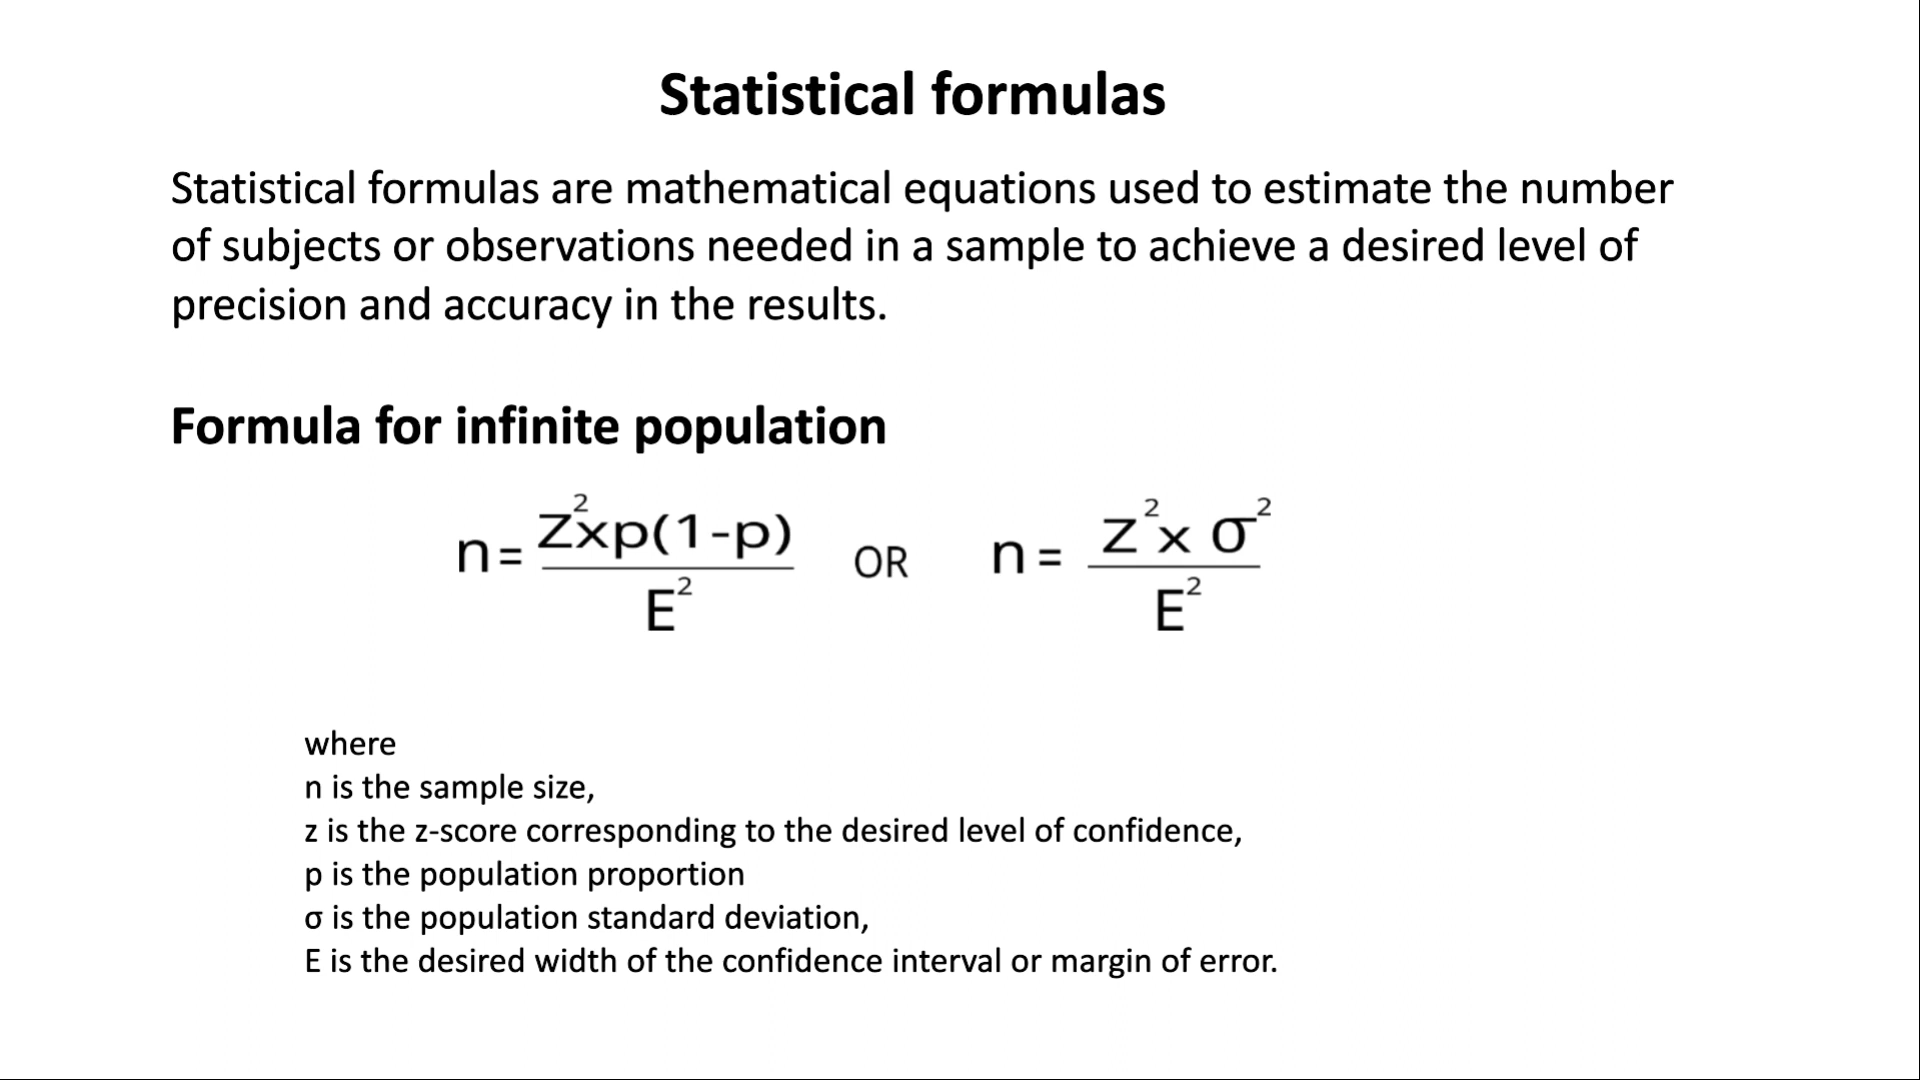 Statistical formulas
Statistical formulas are mathematical equations used to estimate the number
of subjects or observations needed in a sample to achieve a desired level of
precision and accuracy in the results.
Formula for infinite population
n = Z²xp(1-p) / E² OR n = Z²x σ² / E²
where
n is the sample size,
z is the z-score corresponding to the desired level of confidence,
p is the population proportion
σ is the population standard deviation,
E is the desired width of the confidence interval or margin of error.